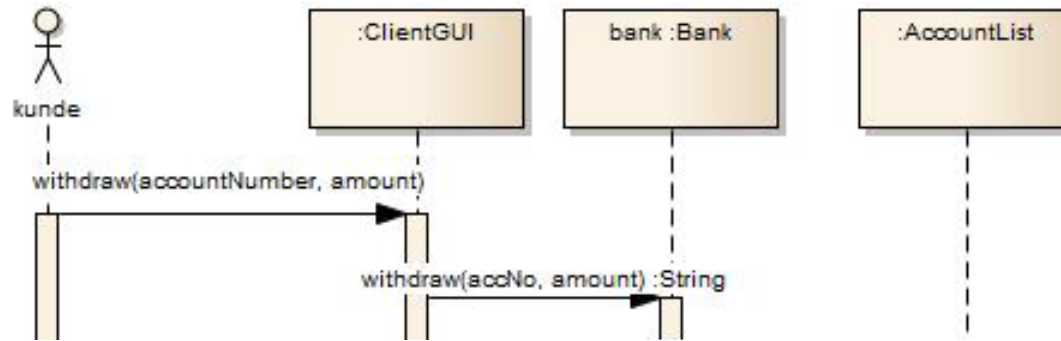 :ClientGUI
bank :Bank
:AccountList
kunde
withdraw(accountNumber, amount)
withdraw(accNo, amount) :String